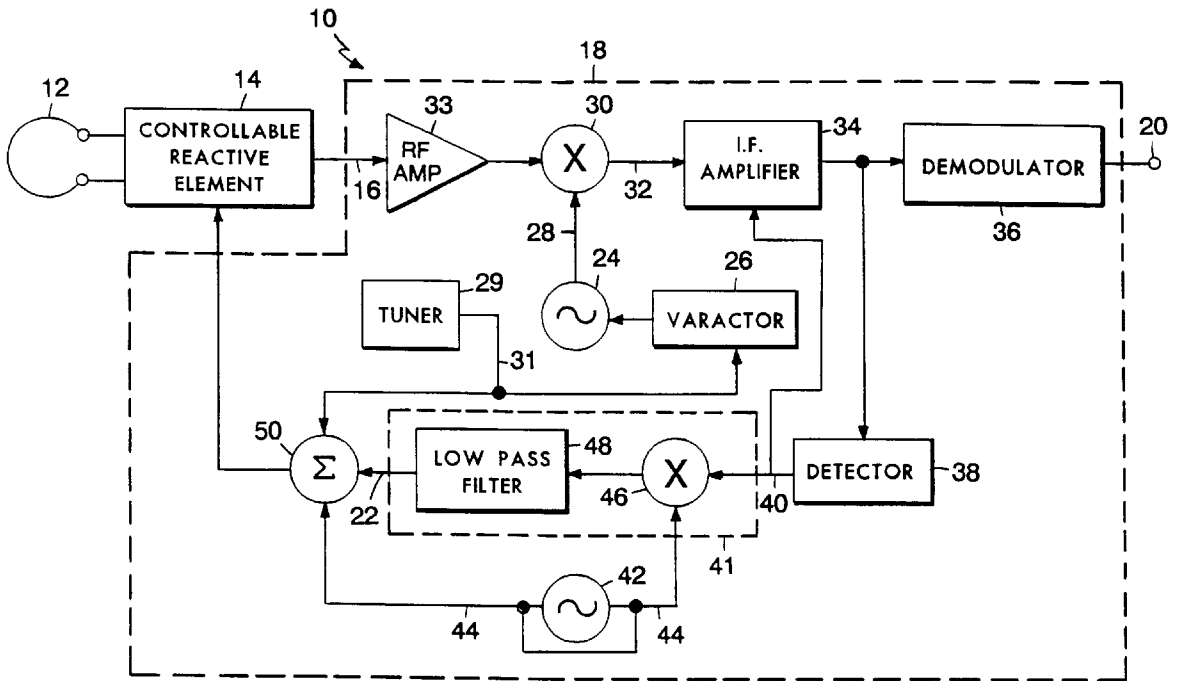 10
12
14
CONTROLLABLE
REACTIVE
ELEMENT
16
18
33
RF
AMP
30
X
32
34
I.F.
AMPLIFIER
20
DEMODULATOR
36
28
24
26
VARACTOR
29
TUNER
31
50
Σ
22
48
LOW PASS
FILTER
46
X
40
DETECTOR
38
41
42
44
44